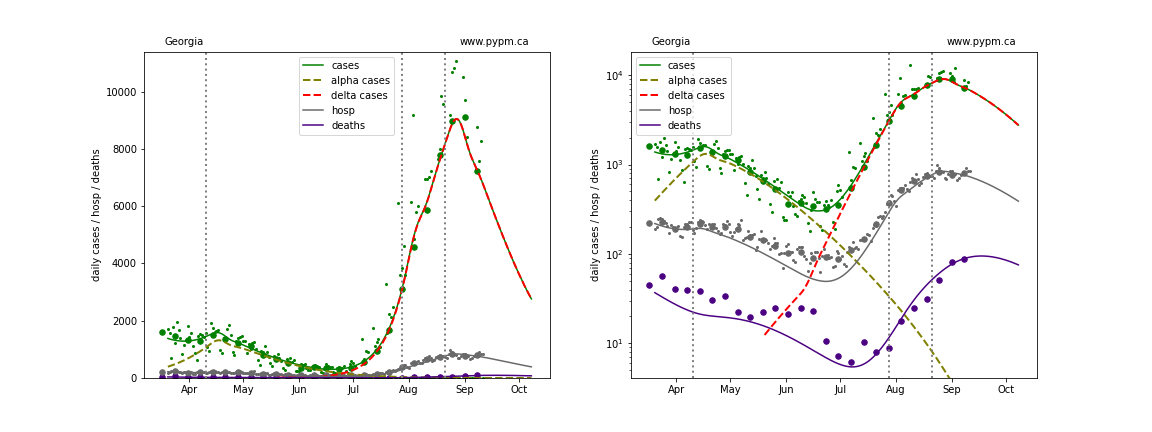 Georgia
www.pypm.ca
cases
alpha cases
delta cases
hosp
deaths
daily cases / hosp / deaths
10000
8000
6000
4000
2000
0
Apr
May
Jun
Jul
Aug
Sep
Oct
Georgia
www.pypm.ca
cases
alpha cases
delta cases
hosp
deaths
daily cases / hosp / deaths
10⁴
10³
10²
10¹
Apr
May
Jun
Jul
Aug
Sep
Oct